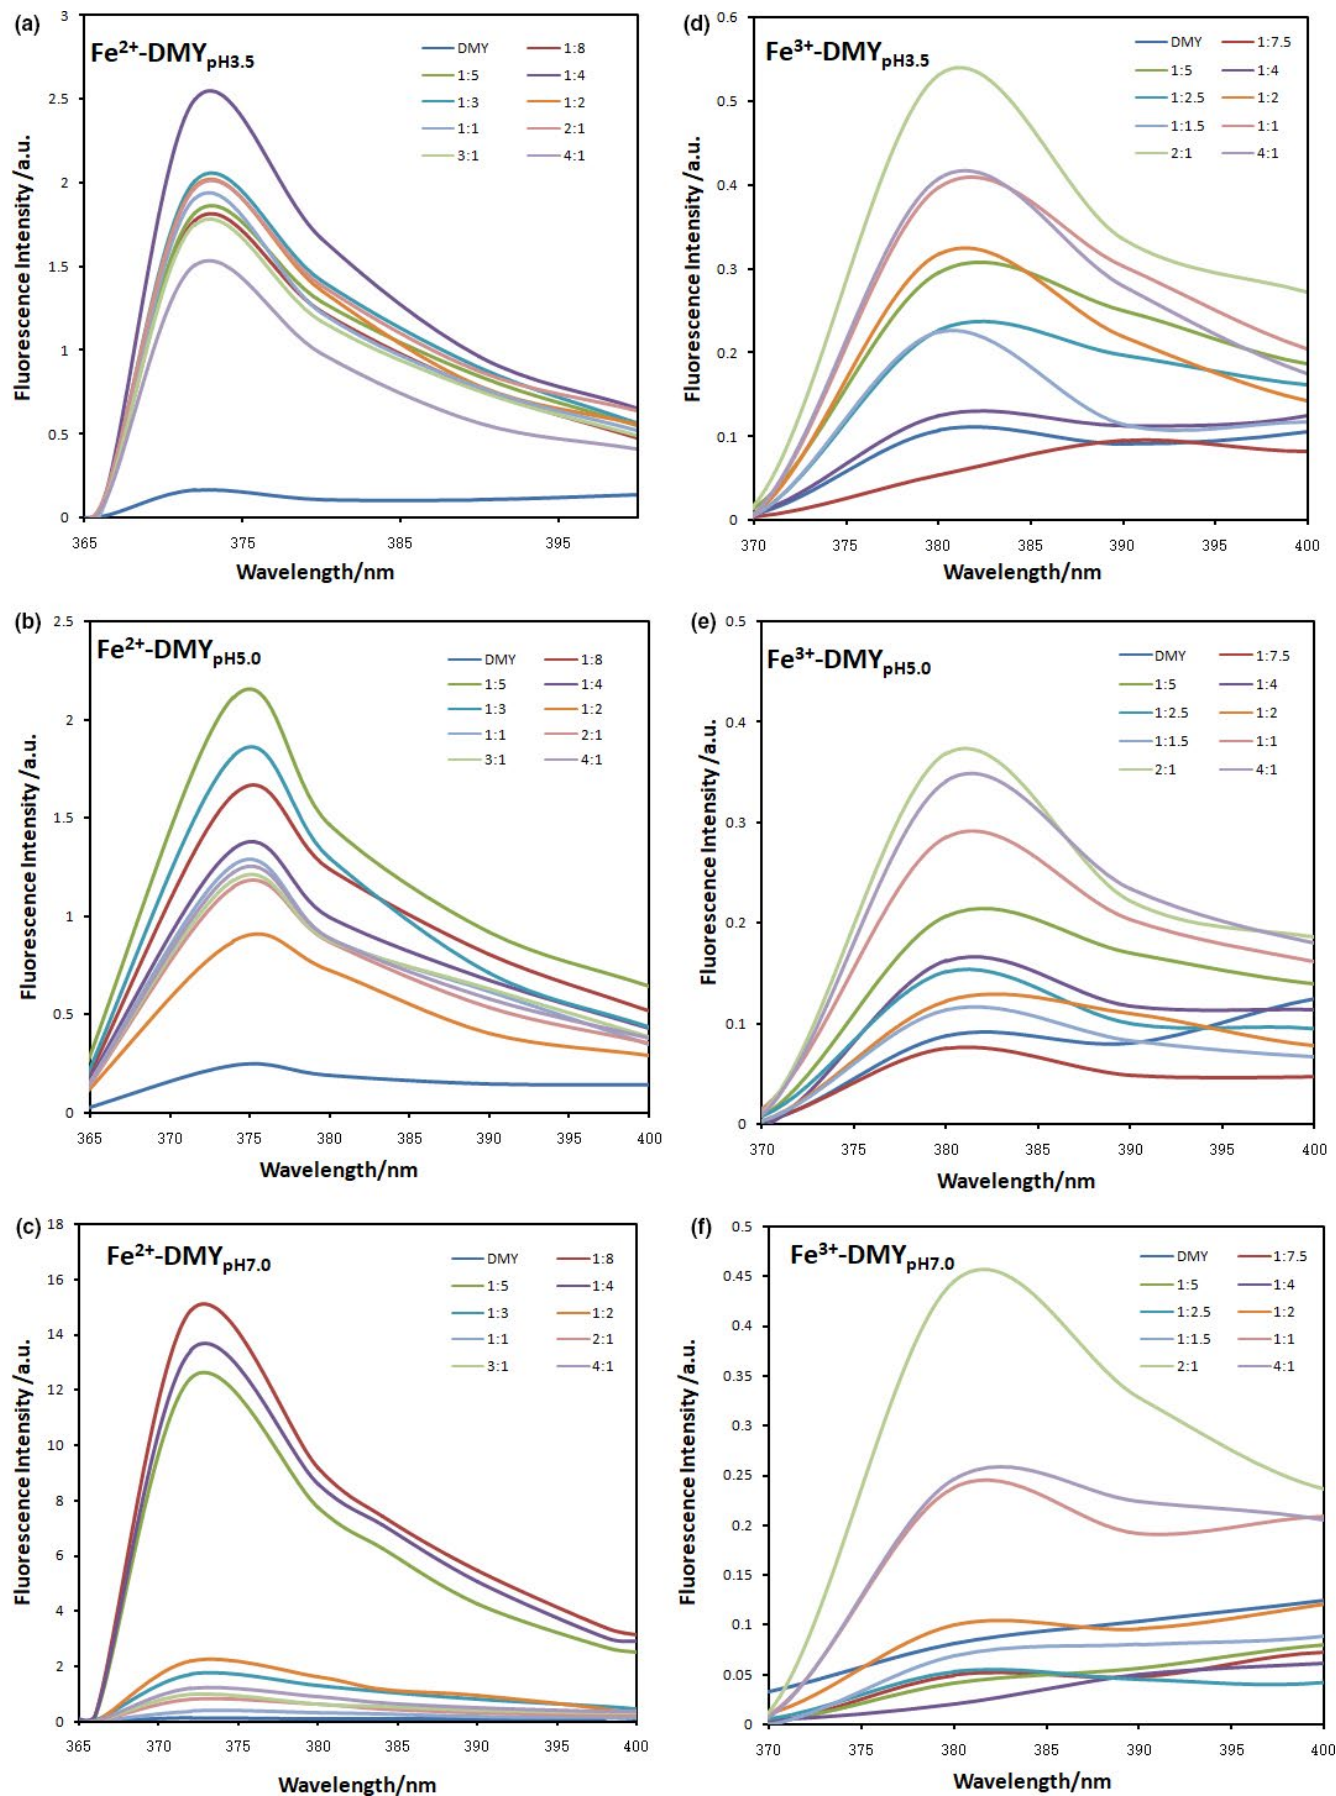 (a)
Fe²⁺-DMYpH3.5
DMY 1:8
1:5 1:4
1:3 1:2
1:1 2:1
3:1 4:1
3
2.5
2
1.5
1
0.5
0
Fluorescence Intensity /a.u.
365 375 385 395
Wavelength/nm
(d)
Fe³⁺-DMYpH3.5
DMY 1:7.5
1:5 1:4
1:2.5 1:2
1:1.5 1:1
2:1 4:1
0.6
0.5
0.4
0.3
0.2
0.1
0
Fluorescence Intensity /a.u.
370 375 380 385 390 395 400
Wavelength/nm
(b)
Fe²⁺-DMYpH5.0
DMY 1:8
1:5 1:4
1:3 1:2
1:1 2:1
3:1 4:1
2.5
2
1.5
1
0.5
0
Fluorescence Intensity /a.u.
365 370 375 380 385 390 395 400
Wavelength/nm
(e)
Fe³⁺-DMYpH5.0
DMY 1:7.5
1:5 1:4
1:2.5 1:2
1:1.5 1:1
2:1 4:1
0.5
0.4
0.3
0.2
0.1
0
Fluorescence Intensity /a.u.
370 375 380 385 390 395 400
Wavelength/nm
(c)
Fe²⁺-DMYpH7.0
DMY 1:8
1:5 1:4
1:3 1:2
1:1 2:1
3:1 4:1
18
16
14
12
10
8
6
4
2
0
Fluorescence Intensity /a.u.
365 370 375 380 385 390 395 400
Wavelength/nm
(f)
Fe³⁺-DMYpH7.0
DMY 1:7.5
1:5 1:4
1:2.5 1:2
1:1.5 1:1
2:1 4:1
0.5
0.45
0.4
0.35
0.3
0.25
0.2
0.15
0.1
0.05
0
Fluorescence Intensity /a.u.
370 375 380 385 390 395 400
Wavelength/nm